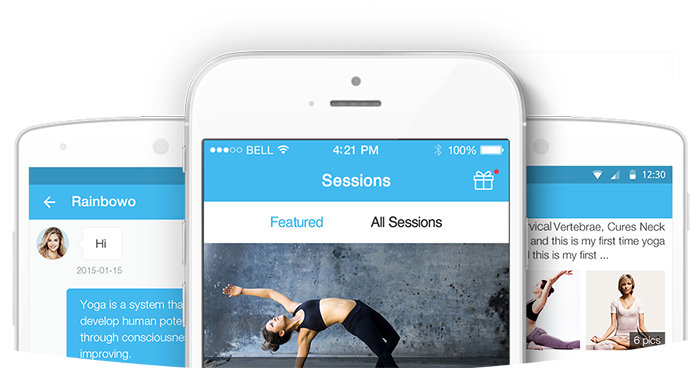 Rainbowo
Hi
2015-01-15
Yoga is a system tha
develop human pote
through consciousne
improving.
BELL 4:21 PM 100%
Sessions
Featured All Sessions
12:30
vical Vertebrae, Cures Neck
and this is my first time yoga
this is my first ...
6 pics